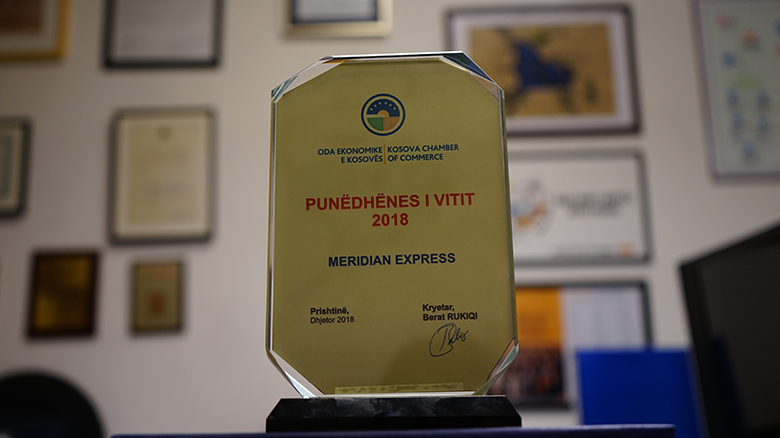 ODA EKONOMIKE
E KOSOVËS
KOSOVA CHAMBER
OF COMMERCE
PUNËDHËNES I VITIT
2018
MERIDIAN EXPRESS
Prishtinë,
Dhjetor 2018
Kryetar,
Berat RUKIQI